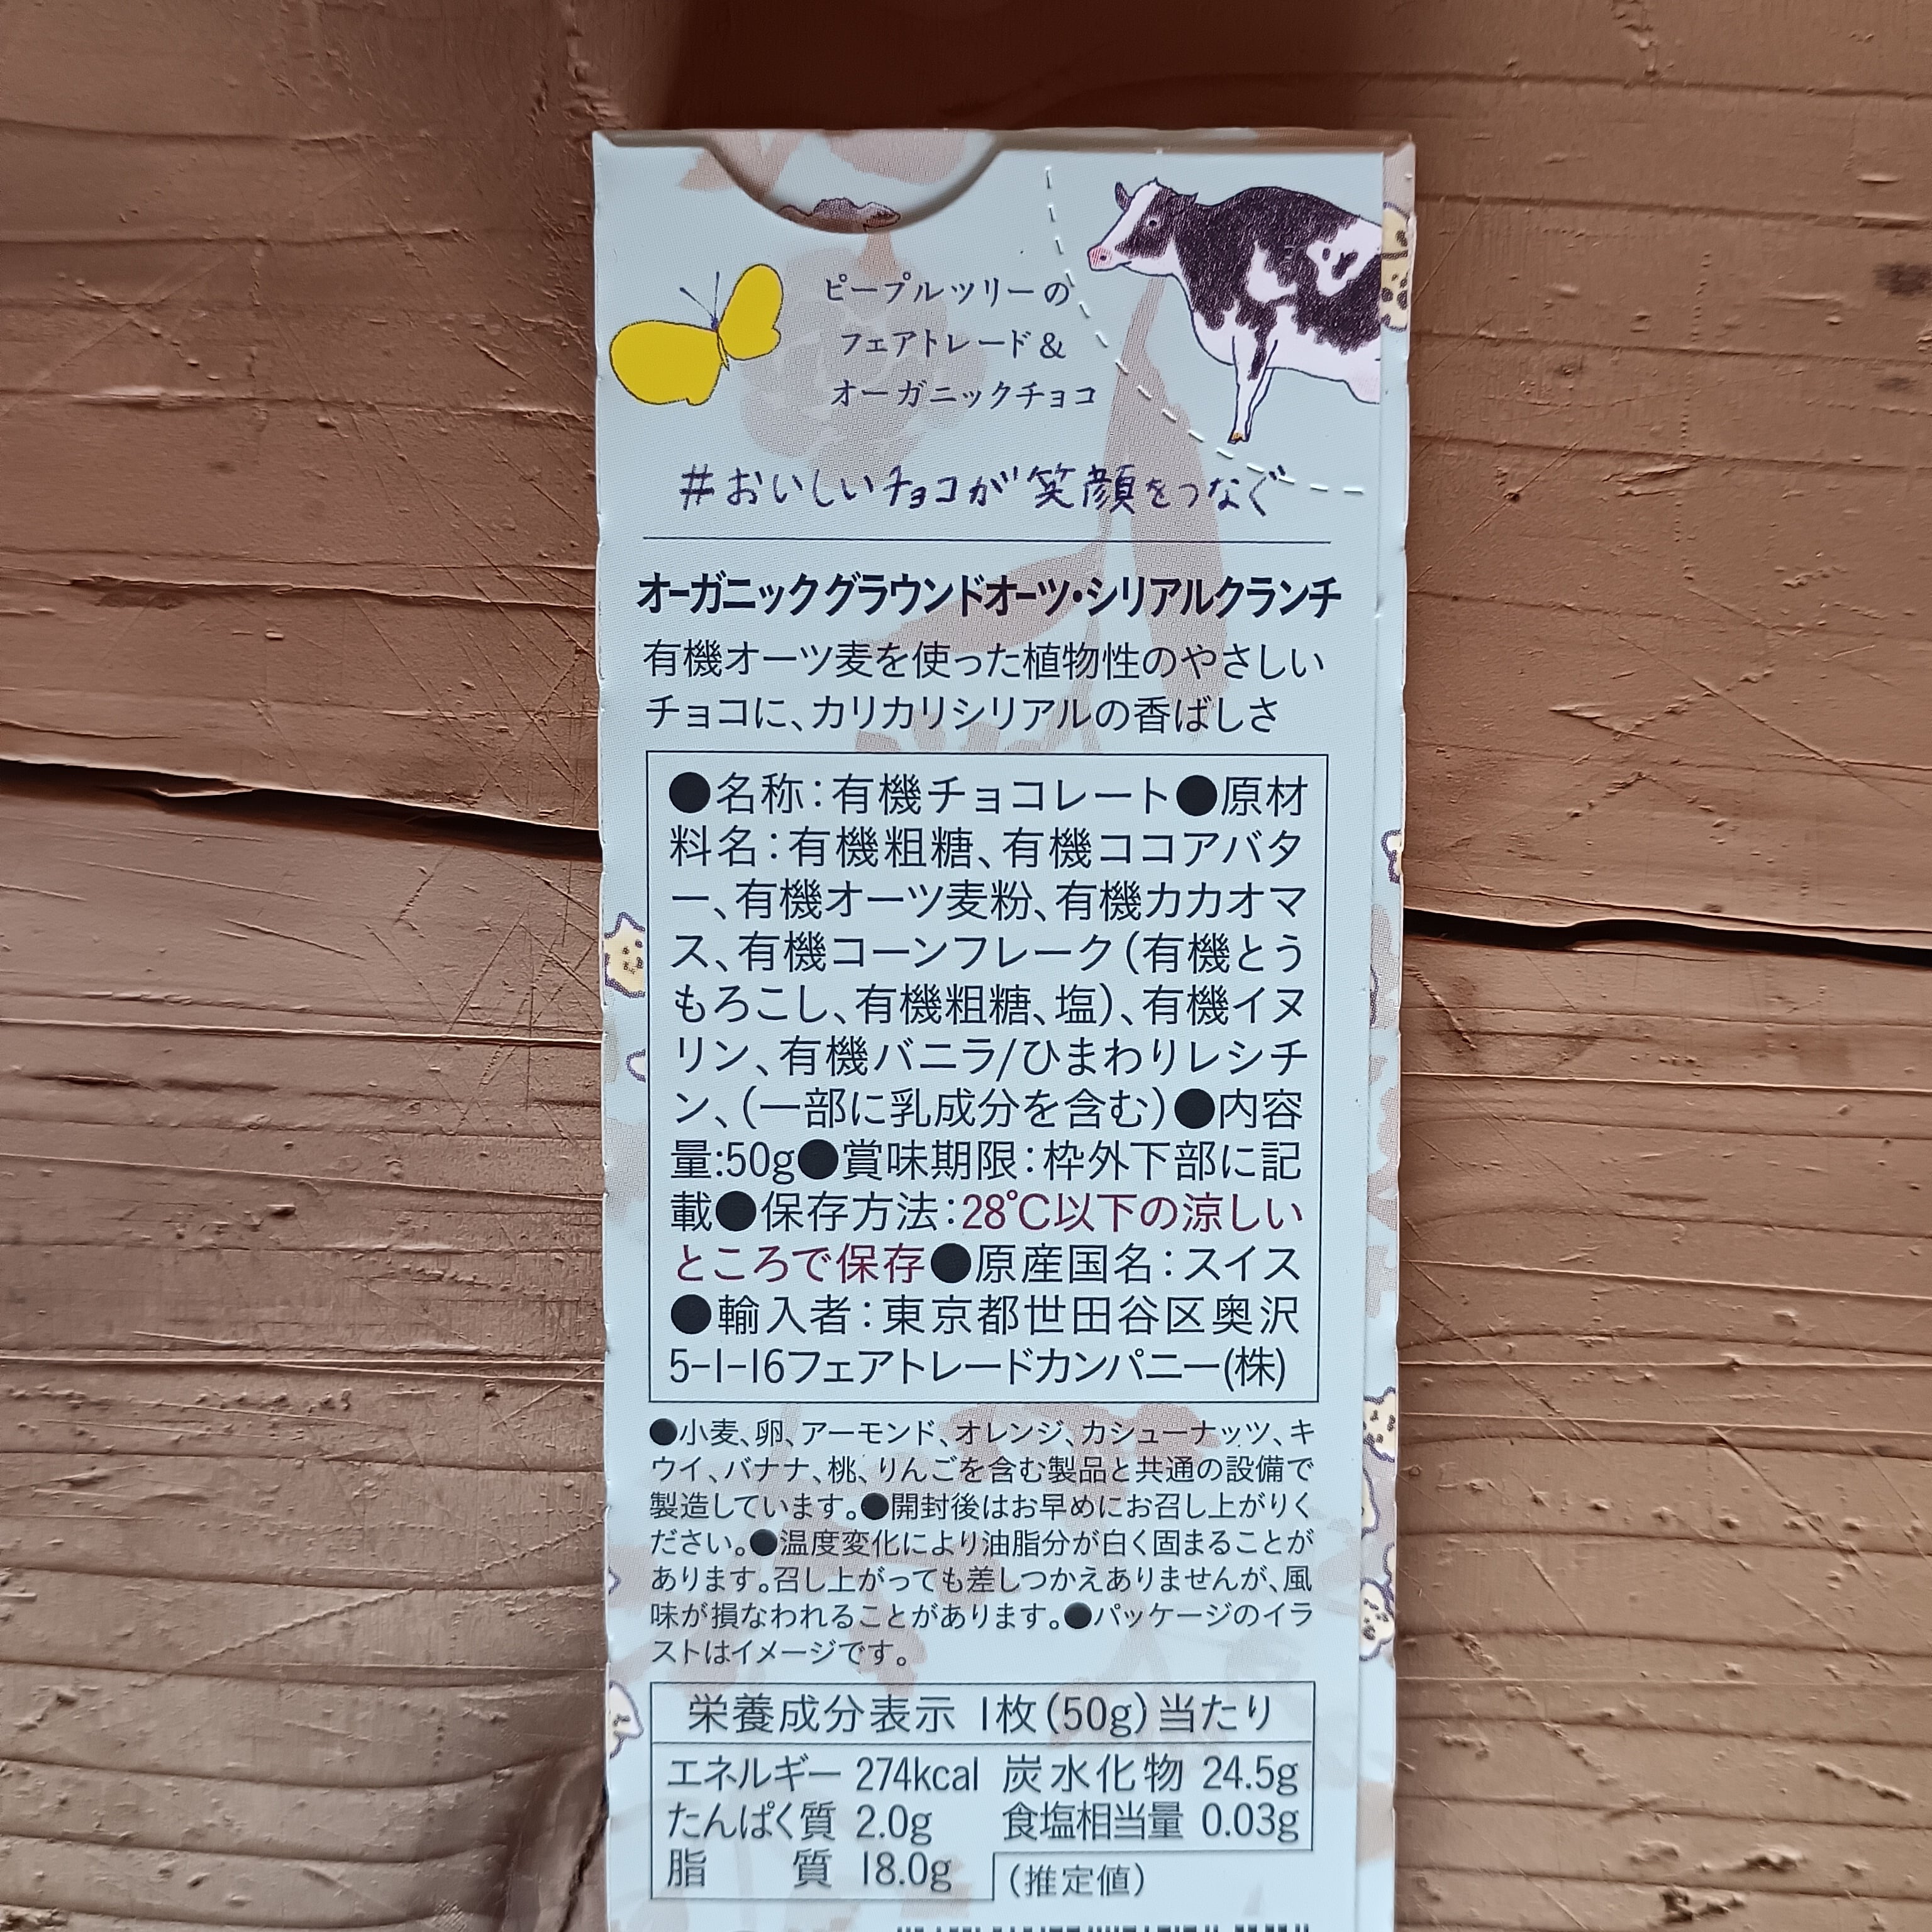 ピープルツリーの
フェアトレード&
オーガニックチョコ
#おいしいチョコが笑顔をつなぐ
オーガニックグラウンドオーツ・シリアルクランチ
有機オーツ麦を使った植物性のやさしい
チョコに、カリカリシリアルの香ばしさ
●名称:有機チョコレート●原材
料名:有機粗糖、有機ココアバタ
ー、有機オーツ麦粉、有機カカオマ
ス、有機コーンフレーク(有機とう
もろこし、有機粗糖、塩)、有機イヌ
リン、有機バニラ/ひまわりレシチ
ン、(一部に乳成分を含む)●内容
量:50g●賞味期限:枠外下部に記
載●保存方法:28℃以下の涼しい
ところで保存●原産国名:スイス
●輸入者:東京都世田谷区奥沢
5-1-16フェアトレードカンパニー(株)
●小麦、卵、アーモンド、オレンジ、カシューナッツ、キ
ウイ、バナナ、桃、りんごを含む製品と共通の設備で
製造しています。●開封後はお早めにお召し上がりく
ださい。●温度変化により油脂分が白く固まることが
あります。召し上がっても差しつかえありませんが、風
味が損なわれることがあります。●パッケージのイラ
ストはイメージです。
栄養成分表示 1枚(50g)当たり
エネルギー 274kcal 炭水化物 24.5g
たんぱく質 2.0g 食塩相当量 0.03g
脂質 18.0g (推定値)